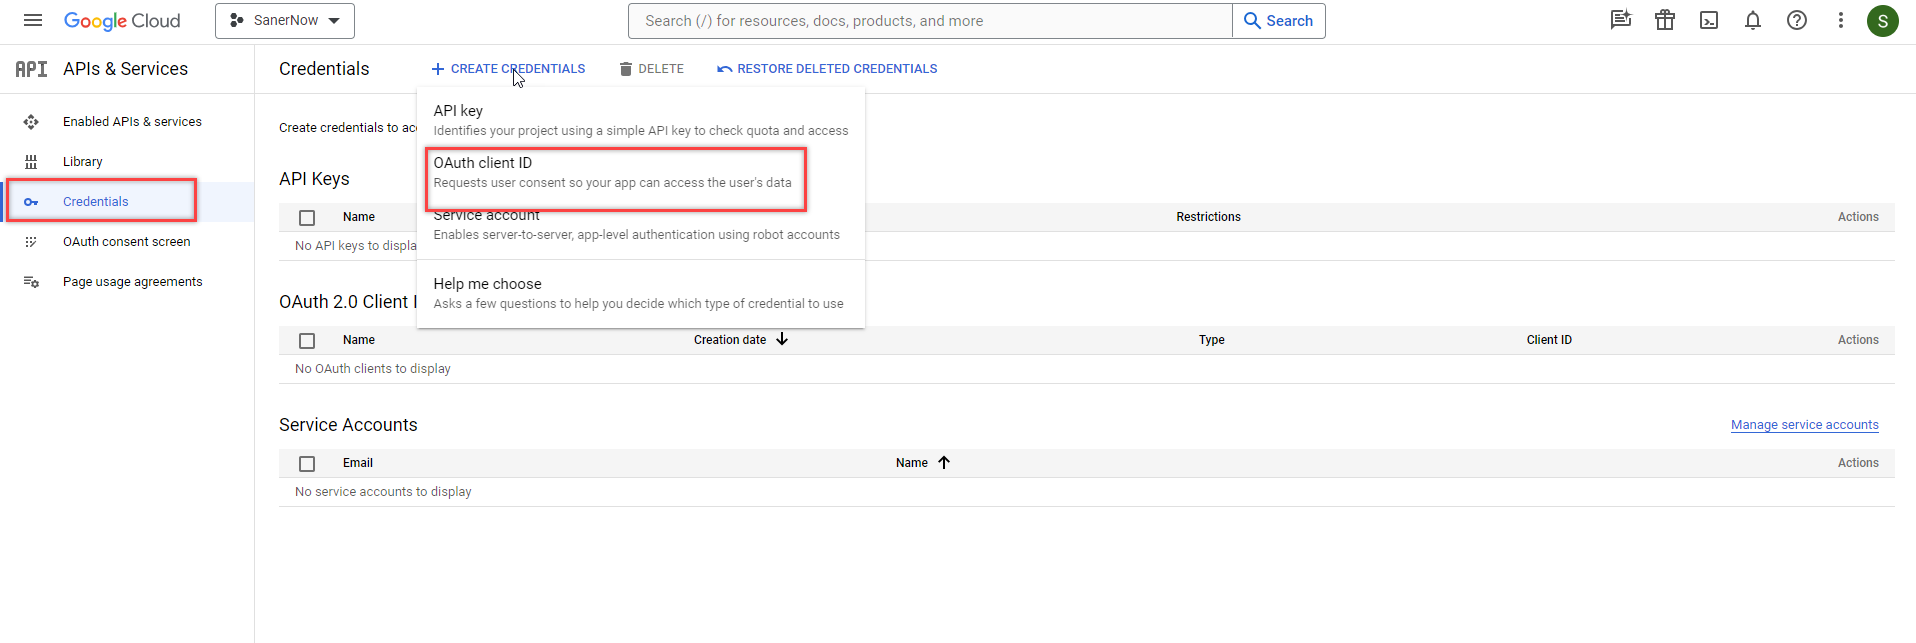 Google Cloud
SanerNow
Search (/) for resources, docs, products, and more
Search
S
API APIs & Services
Credentials
CREATE CREDENTIALS
DELETE
RESTORE DELETED CREDENTIALS
Enabled APIs & services
Library
Credentials
OAuth consent screen
Page usage agreements
API key
Identifies your project using a simple API key to check quota and access
OAuth client ID
Requests user consent so your app can access the user's data
Service account
Enables server-to-server, app-level authentication using robot accounts
Help me choose
Asks a few questions to help you decide which type of credential to use
Create credentials to
API Keys
Name Restrictions Actions
No API keys to
OAuth 2.0 Client
Name Creation date Type Client ID Actions
No OAuth clients to display
Service Accounts
Manage service accounts
Email Name Actions
No service accounts to display